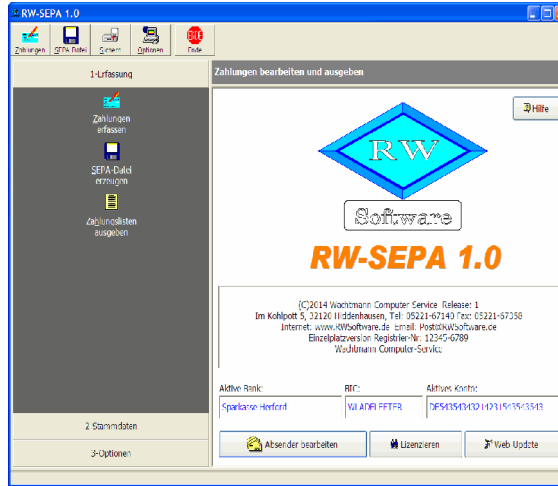 RW-SEPA 1.0
Zahlungen SEPA Datei Sichern Optionen Ende
1-Erfassung
Zahlungen bearbeiten und ausgeben
Zahlungen
erfassen
SEPA-Datei
erzeugen
Zahlungslisten
ausgeben
Hilfe
RW
Software
RW-SEPA 1.0
(C)2014 Wachtmann Computer Service Release: 1
Im Kohlpott 5, 32120 Hiddenhausen, Tel: 05221-67140 Fax: 05221-67358
Internet: www.RWSoftware.de Email: Post@RWSoftware.de
Einzelplatzversion Registrier-Nr: 12345-6789
Wachtmann Computer-Service
Aktive Bank: BIC: Aktives Konto:
Sparkasse Herford
2 Stammdaten
3-Optionen
Absender bearbeiten Lizenzieren Web Update